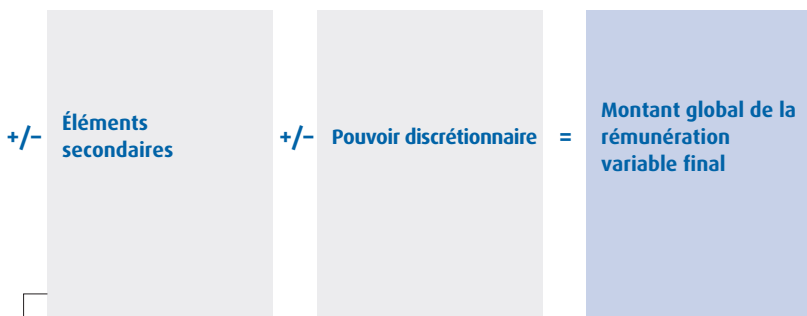 +/–
Éléments
secondaires
+/–
Pouvoir discrétionnaire
=
Montant global de la
rémunération
variable final